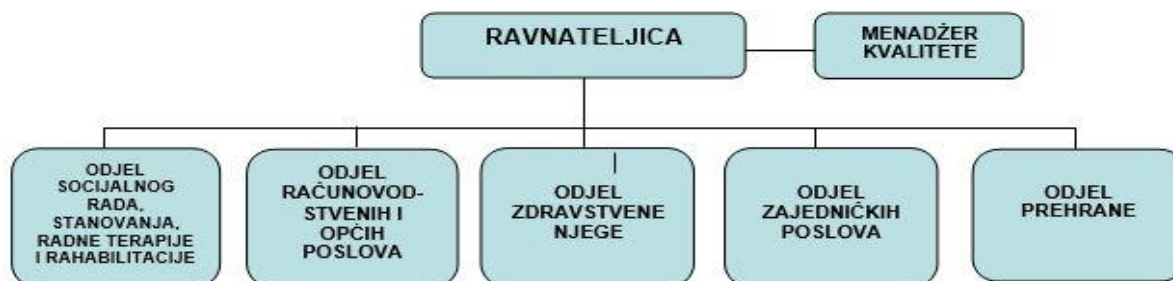 RAVNATELJICA
MENADŽER
KVALITETE
ODJEL
SOCIJALNOG
RADA,
STANOVANJA,
RADNE TERAPIJE
I RAHABILITACIJE
ODJEL
RAČUNOVOD-
STVENIH I
OPČIH
POSLOVA
ODJEL
ZDRAVSTVENE
NJEGE
ODJEL
ZAJEDNIČKIH
POSLOVA
ODJEL
PREHRANE